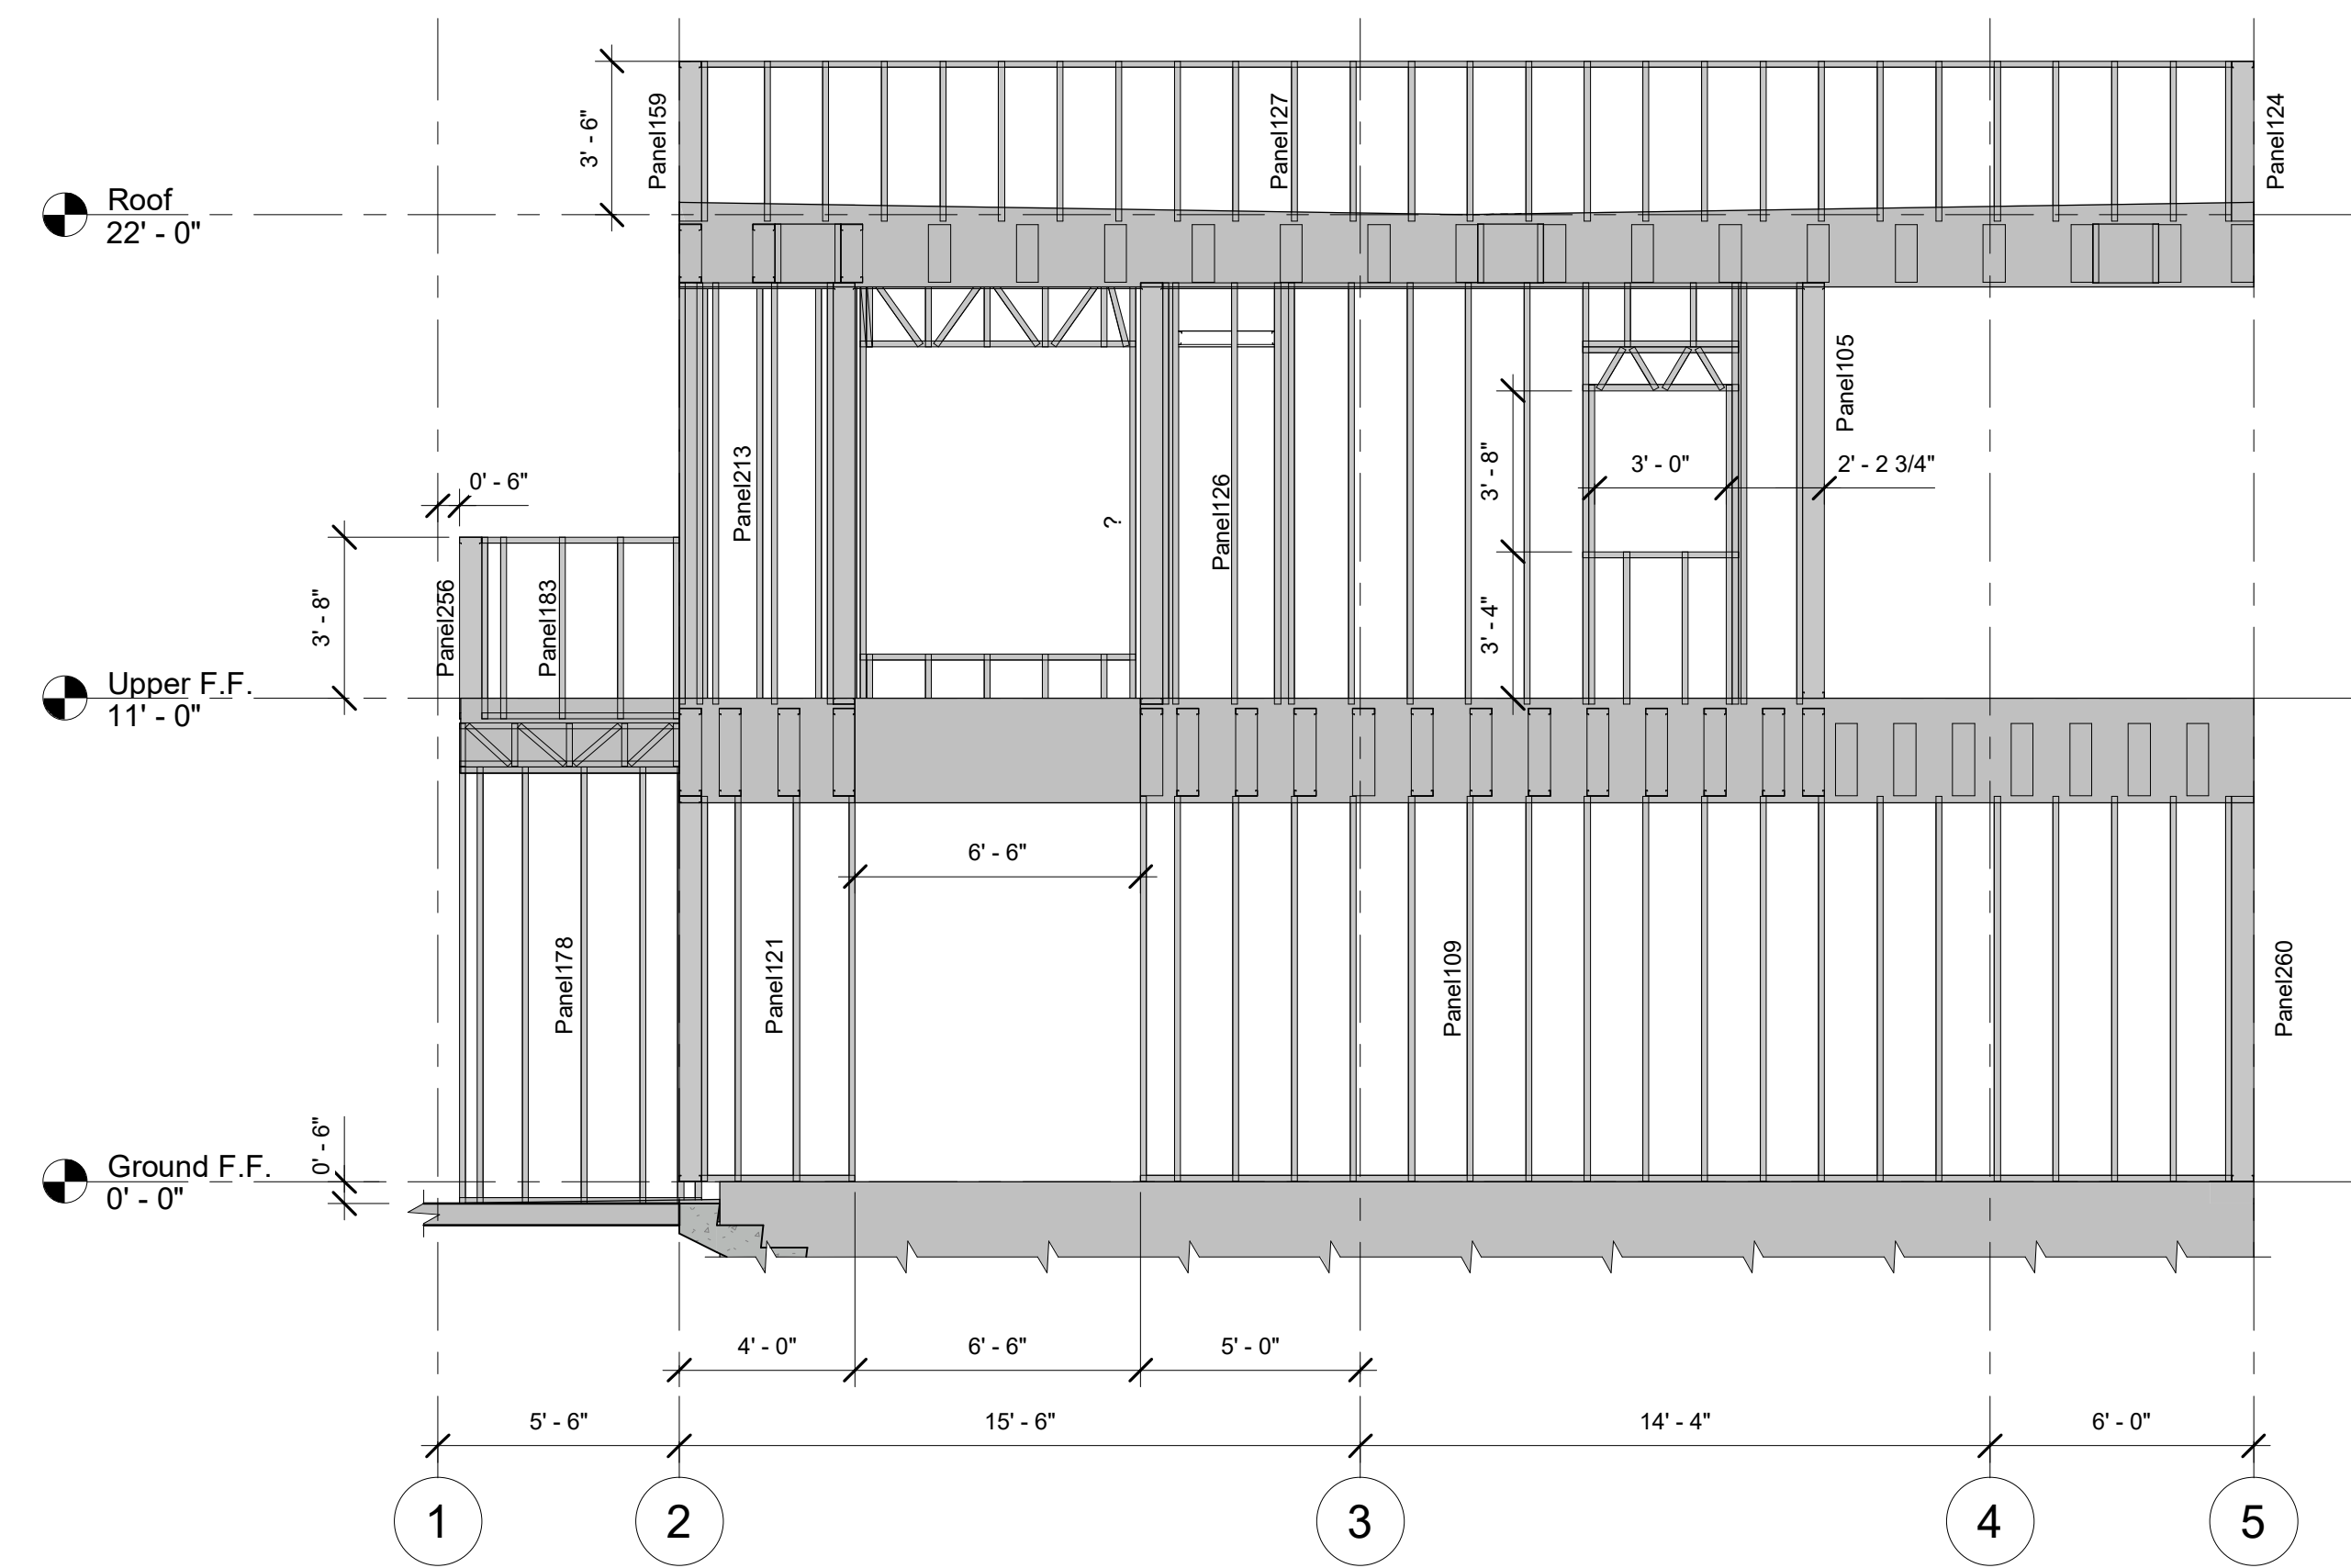 3' - 6"
Panel159
Panel127
Panel124
Roof
22' - 0"
Panel105
Panel213
3' - 8"
3' - 0"
2' - 2 3/4"
0' - 6"
Panel126
?
Panel256
Panel183
3' - 8"
3' - 4"
Upper F.F.
11' - 0"
6' - 6"
Panel178
Panel121
Panel109
Panel260
0' - 6"
Ground F.F.
0' - 0"
4' - 0"
6' - 6"
5' - 0"
5' - 6"
15' - 6"
14' - 4"
6' - 0"
1
2
3
4
5